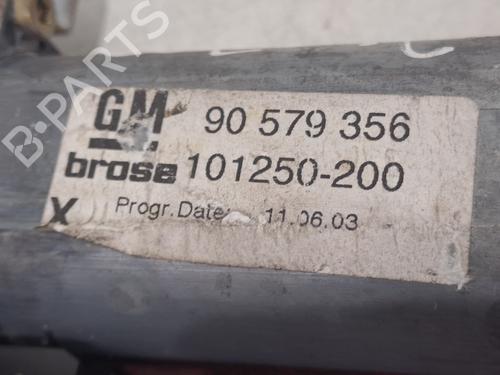 GM 90 579 356
brose 101250-200
X Progr.Date: 11.06.03
B-PARTS